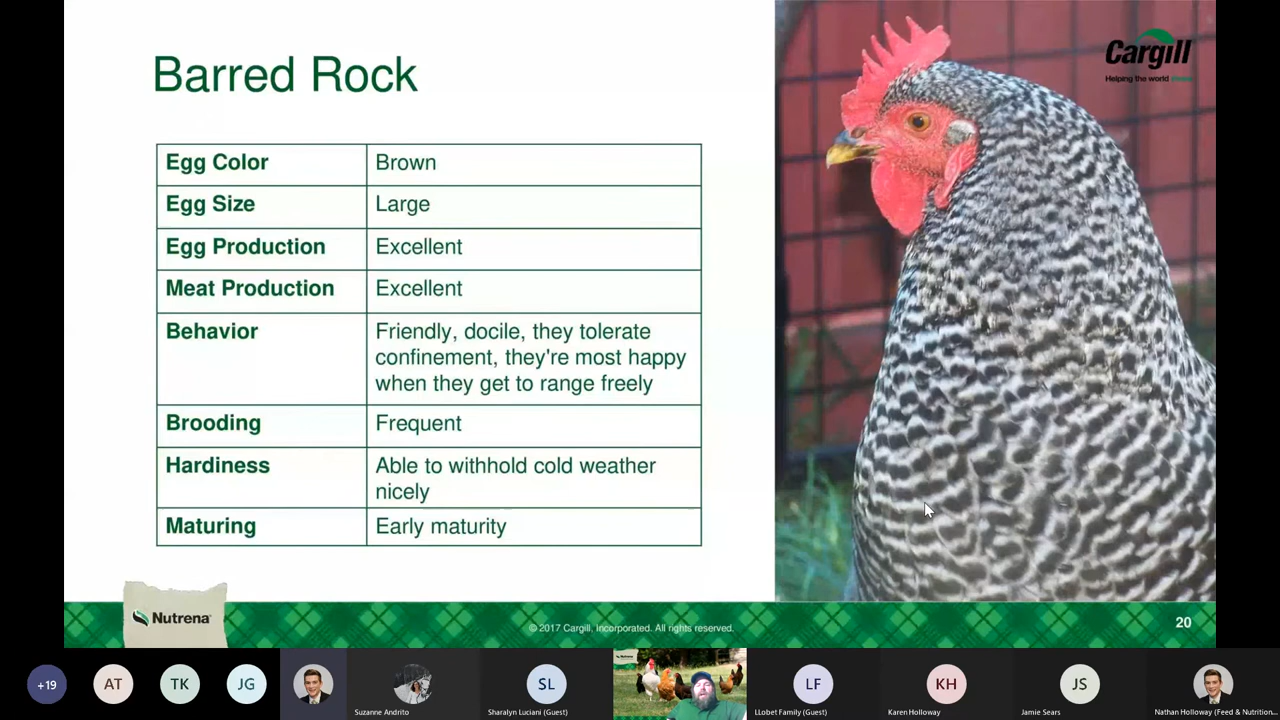 Barred Rock
Cargill
Helping the world
Egg Color Brown
Egg Size Large
Egg Production Excellent
Meat Production Excellent
Behavior Friendly, docile, they tolerate
confinement, they're most happy
when they get to range freely
Brooding Frequent
Hardiness Able to withhold cold weather
nicely
Maturing Early maturity
Nutrena
© 2017 Cargill, Incorporated. All rights reserved.
20
+19
AT
TK
JG
SL
Nutrena
LF
KH
JS
Suzanne Andrito
Sharalyn Luciani (Guest)
LLobet Family (Guest)
Karen Holloway
Jamie Sears
Nathan Holloway (Feed & Nutrition...